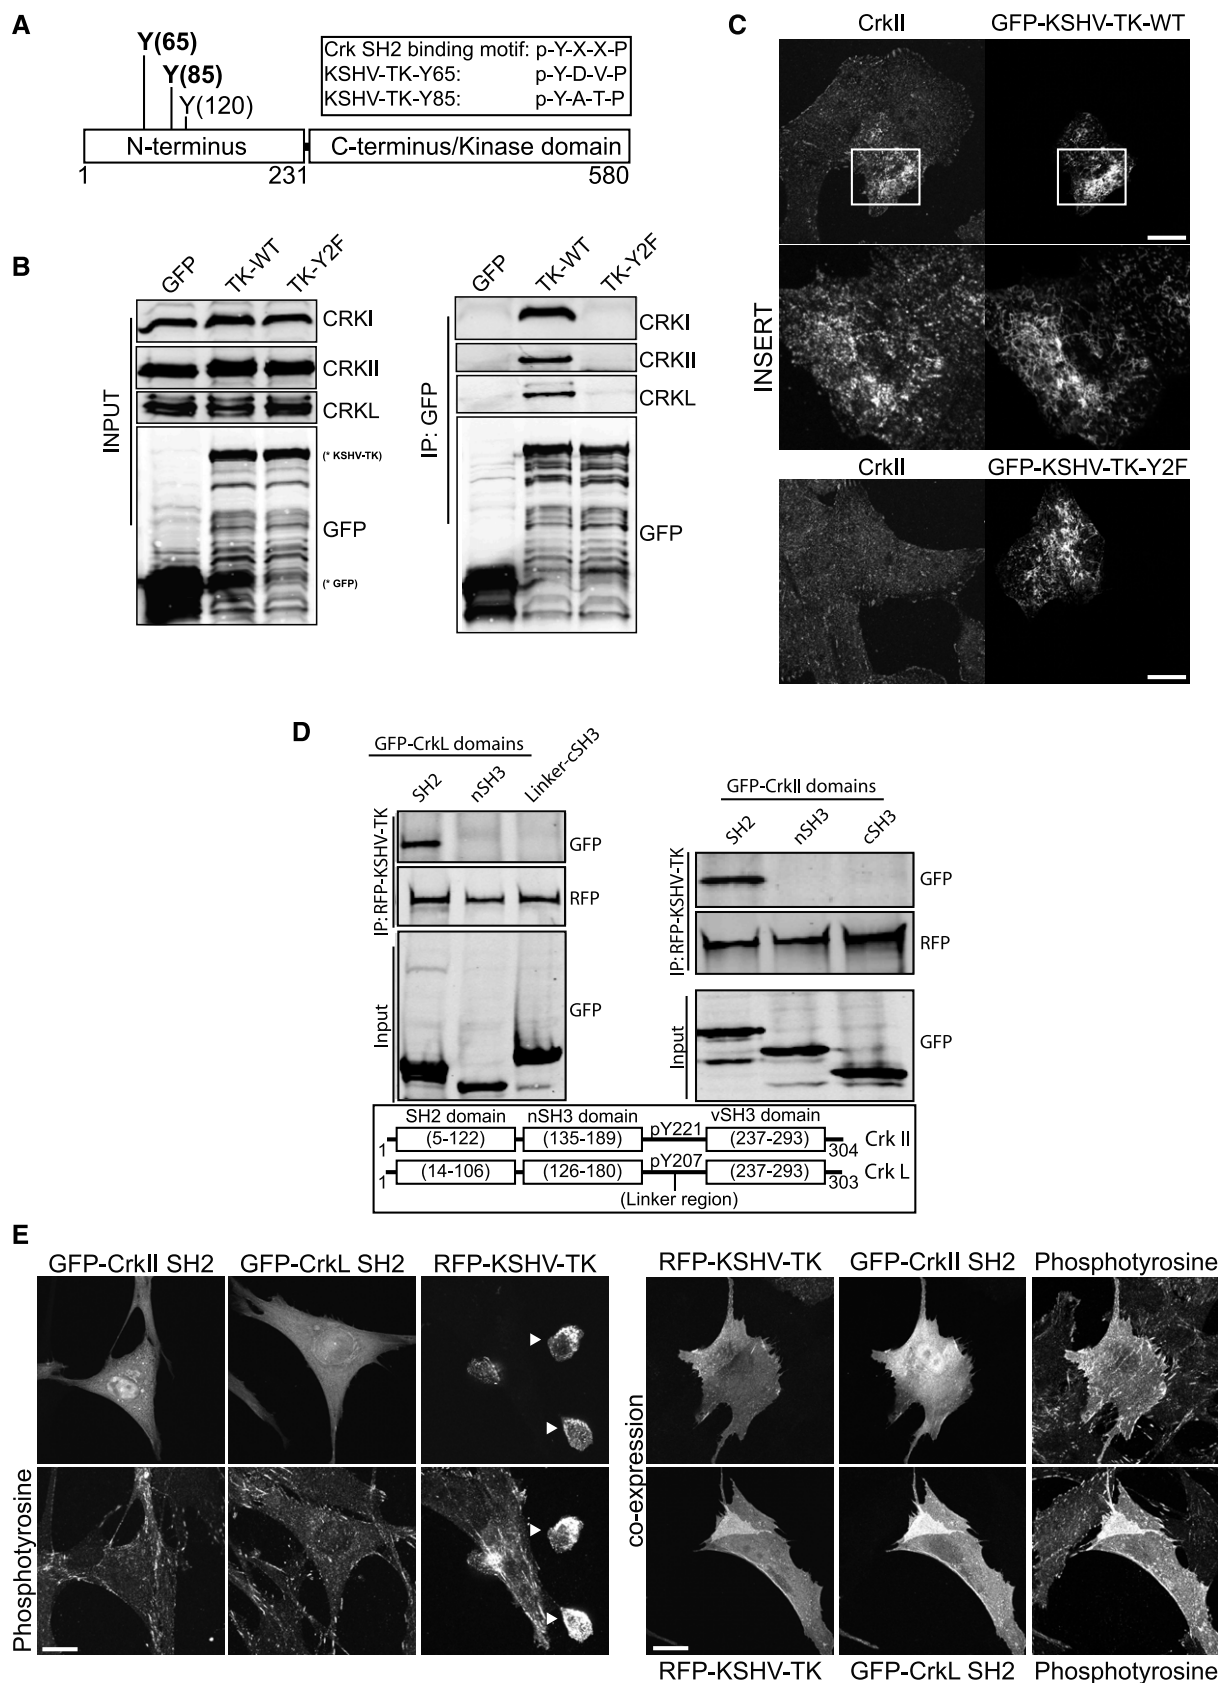 A
Y(65)
Y(85)
Y(120)
Crk SH2 binding motif: p-Y-X-X-P
KSHV-TK-Y65: p-Y-D-V-P
KSHV-TK-Y85: p-Y-A-T-P
N-terminus
C-terminus/Kinase domain
1
231
580
B
GFP
TK-WT
TK-Y2F
INPUT
CRKI
CRKII
CRKL
(* KSHV-TK)
GFP
(* GFP)
GFP
TK-WT
TK-Y2F
IP: GFP
CRKI
CRKII
CRKL
GFP
C
CrkII
GFP-KSHV-TK-WT
INSERT
CrkII
GFP-KSHV-TK-Y2F
D
GFP-CrkL domains
SH2
nSH3
Linker-cSH3
IP: RFP-KSHV-TK
GFP
RFP
Input
GFP
GFP-CrkII domains
SH2
nSH3
cSH3
IP: RFP-KSHV-TK
GFP
RFP
Input
GFP
SH2 domain
nSH3 domain
vSH3 domain
1
(5-122)
(135-189)
pY221
(237-293)
304
Crk II
1
(14-106)
(126-180)
pY207
(237-293)
303
Crk L
(Linker region)
E
GFP-CrkII SH2
GFP-CrkL SH2
RFP-KSHV-TK
Phosphotyrosine
RFP-KSHV-TK
GFP-CrkII SH2
Phosphotyrosine
co-expression
RFP-KSHV-TK
GFP-CrkL SH2
Phosphotyrosine